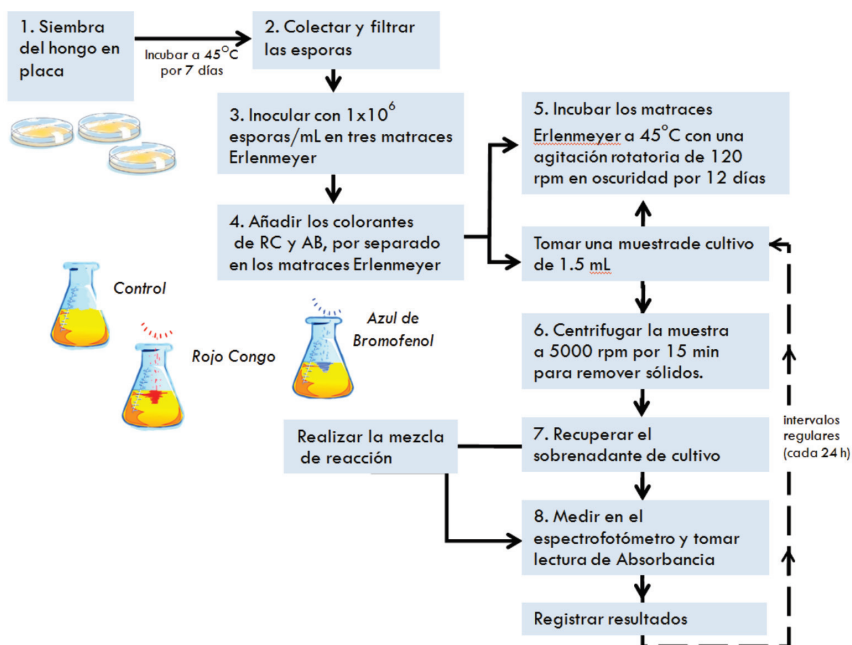 1. Siembra
del hongo en
placa
Incubar a 45°C
por 7 días
2. Colectar y filtrar
las esporas
3. Inocular con 1x10⁶
esporas/mL en tres matraces
Erlenmeyer
4. Añadir los colorantes
de RC y AB, por separado
en los matraces Erlenmeyer
5. Incubar los matraces
Erlenmeyer a 45°C con una
agitación rotatoria de 120
rpm en oscuridad por 12 días
Tomar una muestrade cultivo
de 1.5 mL
Control
Rojo Congo
Azul de
Bromofenol
6. Centrifugar la muestra
a 5000 rpm por 15 min
para remover sólidos.
intervalos
regulares
(cada 24 h)
Realizar la mezcla
de reacción
7. Recuperar el
sobrenadante de cultivo
8. Medir en el
espectrofotómetro y tomar
lectura de Absorbancia
Registrar resultados